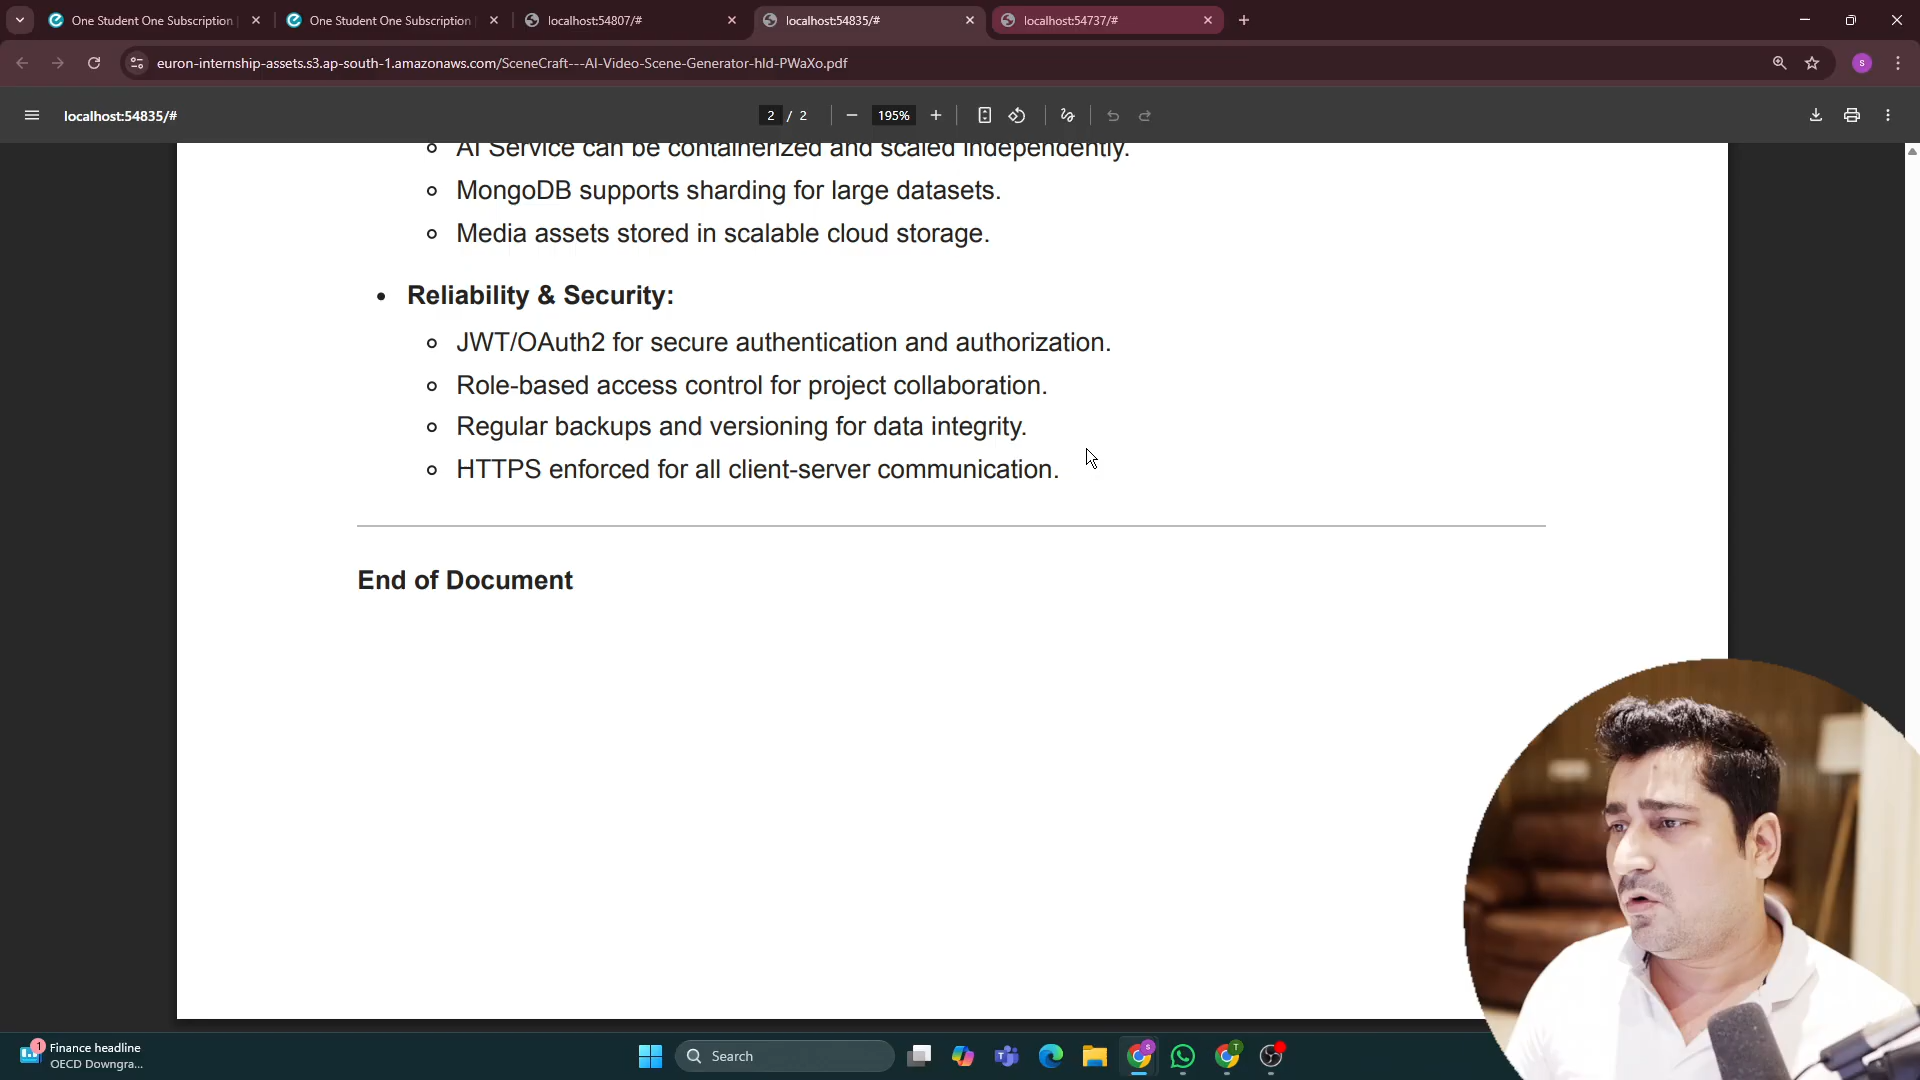 One Student One Subscription
One Student One Subscription
localhost:54807/#
localhost:54835/#
localhost:54737/#
euron-internship-assets.s3.ap-south-1.amazonaws.com/SceneCraft---AI-Video-Scene-Generator-hld-PWaXo.pdf
s
localhost:54835/#
2 / 2
195%
AI Service can be containerized and scaled independently.
MongoDB supports sharding for large datasets.
Media assets stored in scalable cloud storage.
Reliability & Security:
JWT/OAuth2 for secure authentication and authorization.
Role-based access control for project collaboration.
Regular backups and versioning for data integrity.
HTTPS enforced for all client-server communication.
End of Document
1
Finance headline
OECD Downgra...
Search
S
T